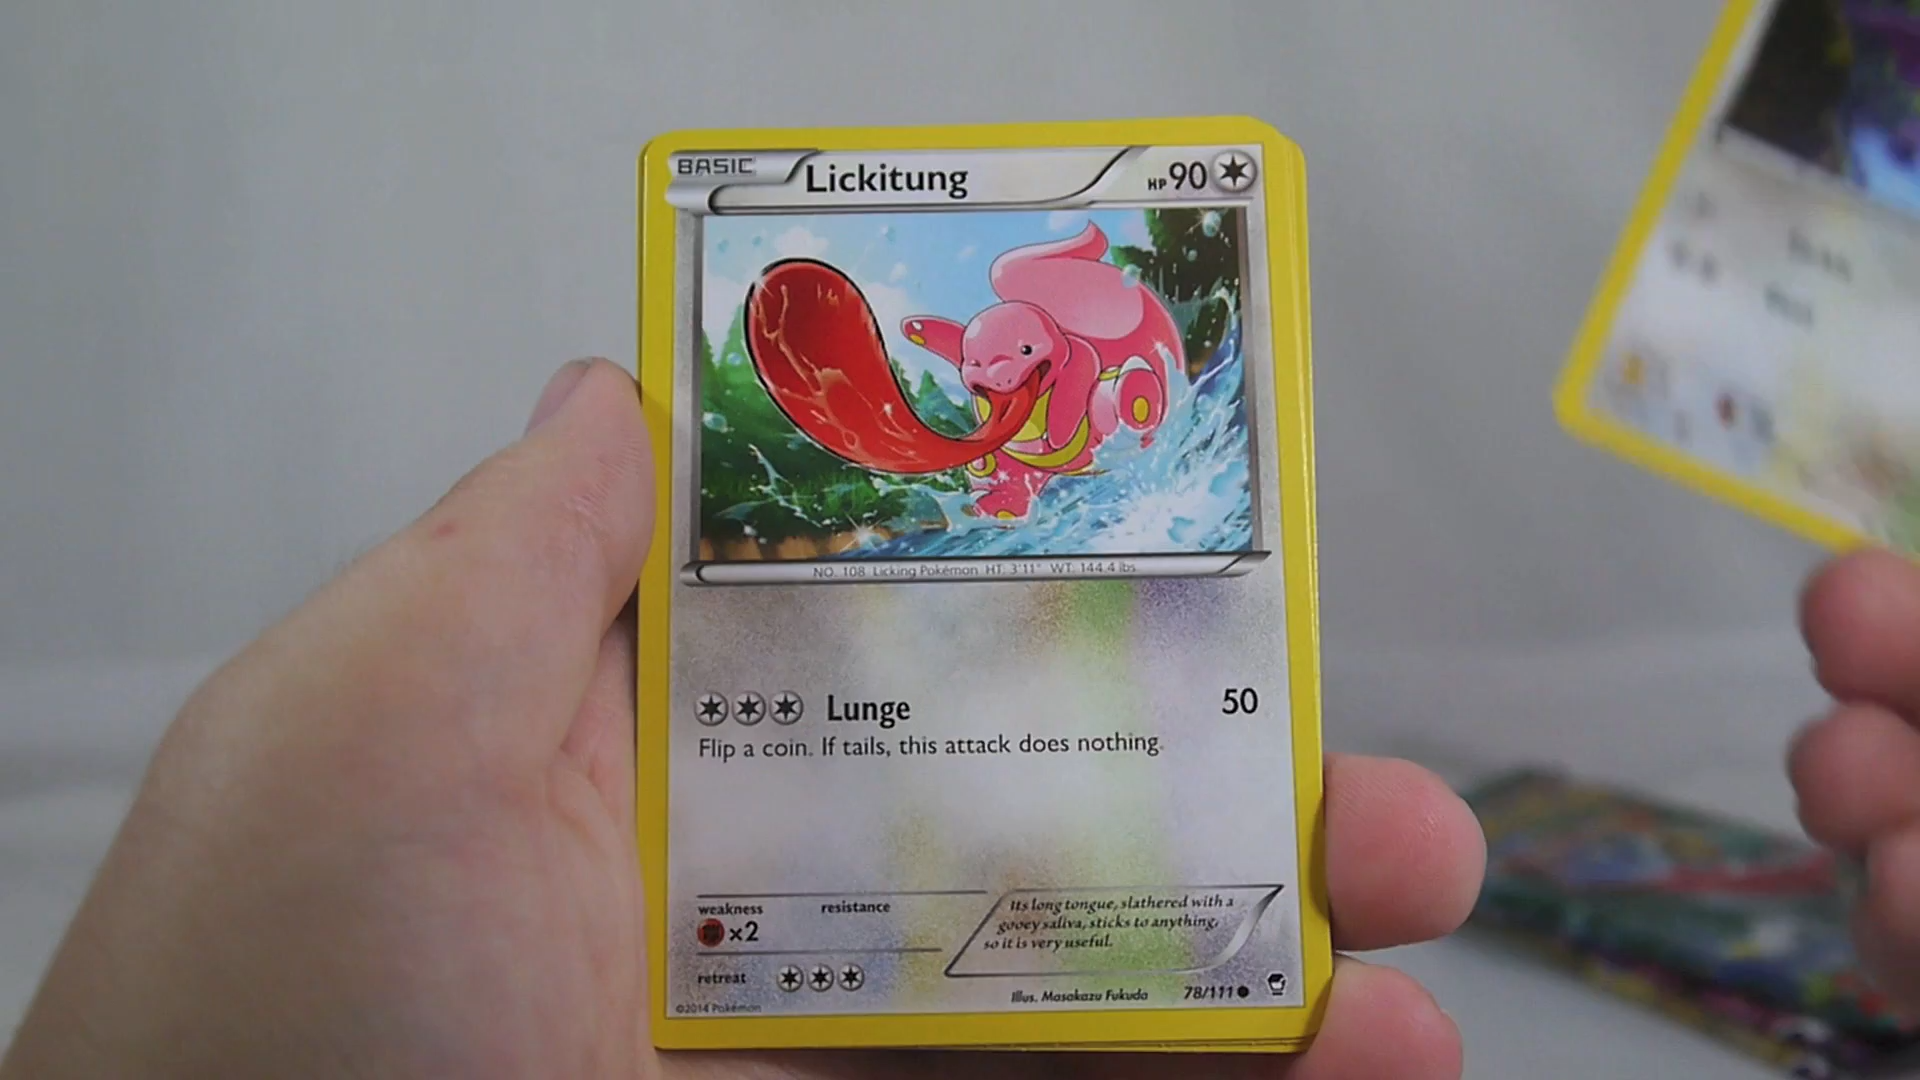 BASIC Lickitung HP 90
NO. 108 Licking Pokémon HT: 3'11" WT: 144.4 lbs.
Lunge 50
Flip a coin. If tails, this attack does nothing.
weakness resistance
×2
retreat
Its long tongue, slathered with a
gooey saliva, sticks to anything,
so it is very useful.
Illus. Masakazu Fukuda 78/111
©2014 Pokémon